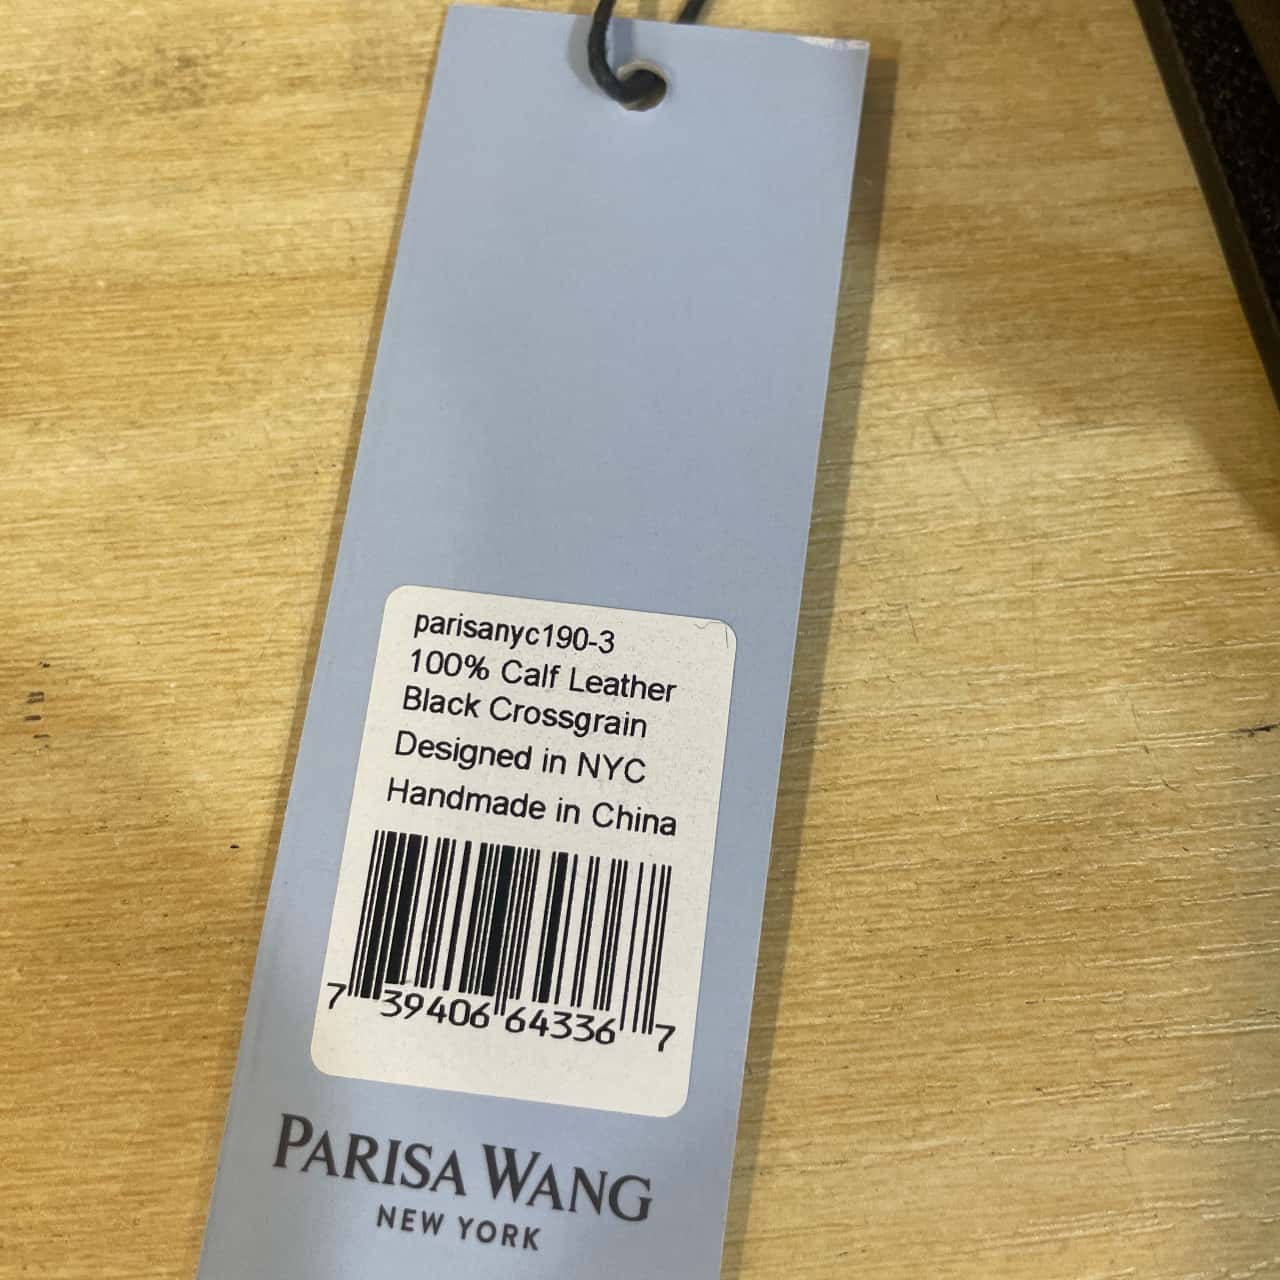 parisanyc190-3
100% Calf Leather
Black Crossgrain
Designed in NYC
Handmade in China
7 39406 64336 7
PARISA WANG
NEW YORK